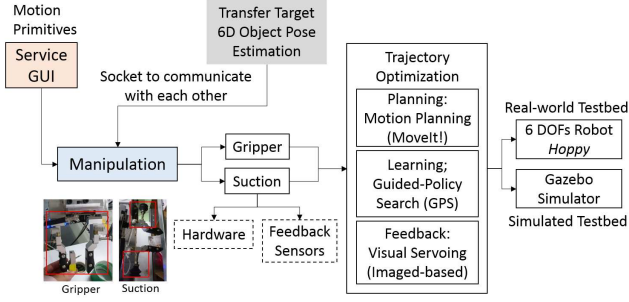 Motion
Primitives
Service
GUI
Transfer Target
6D Object Pose
Estimation
Socket to communicate
with each other
Manipulation
Gripper
Suction
Hardware
Feedback
Sensors
Gripper
Suction
Trajectory
Optimization
Planning:
Motion Planning
(MoveIt!)
Learning;
Guided-Policy
Search (GPS)
Feedback:
Visual Servoing
(Imaged-based)
Real-world Testbed
6 DOFs Robot
Hoppy
Gazebo
Simulator
Simulated Testbed